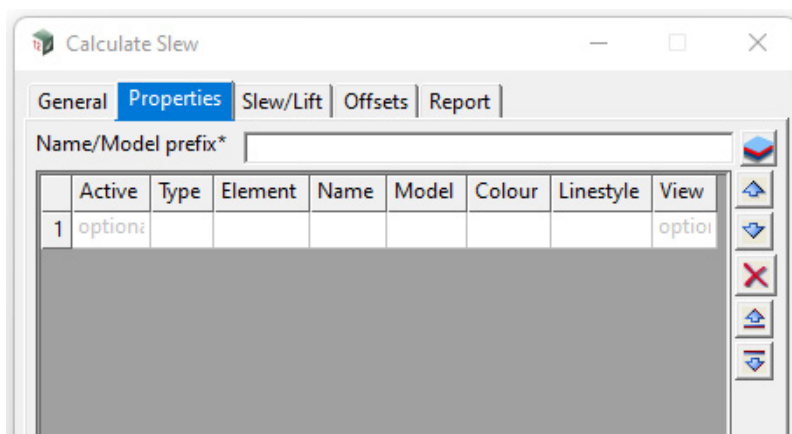 Calculate Slew
General Properties Slew/Lift Offsets Report
Name/Model prefix*
Active Type Element Name Model Colour Linestyle View
1 optiona option